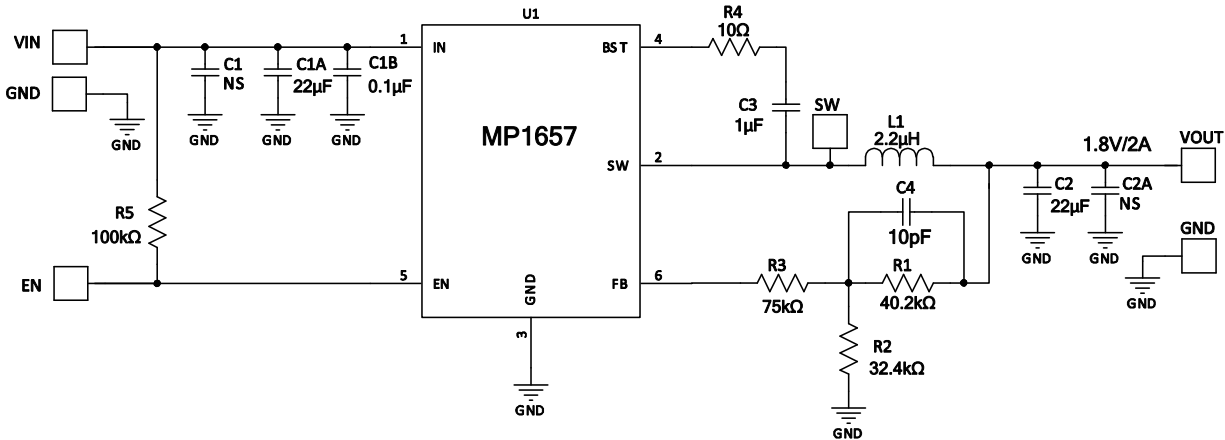 U1
VIN
GND
GND
C1
NS
GND
C1A
22µF
GND
C1B
0.1µF
GND
R5
100kΩ
EN
1
IN
5
EN
MP1657
GND
3
GND
BST
4
SW
2
FB
6
R4
10Ω
C3
1µF
SW
L1
2.2µH
C4
10pF
R3
75kΩ
R1
40.2kΩ
R2
32.4kΩ
GND
1.8V/2A
VOUT
C2
22µF
GND
C2A
NS
GND
GND
GND